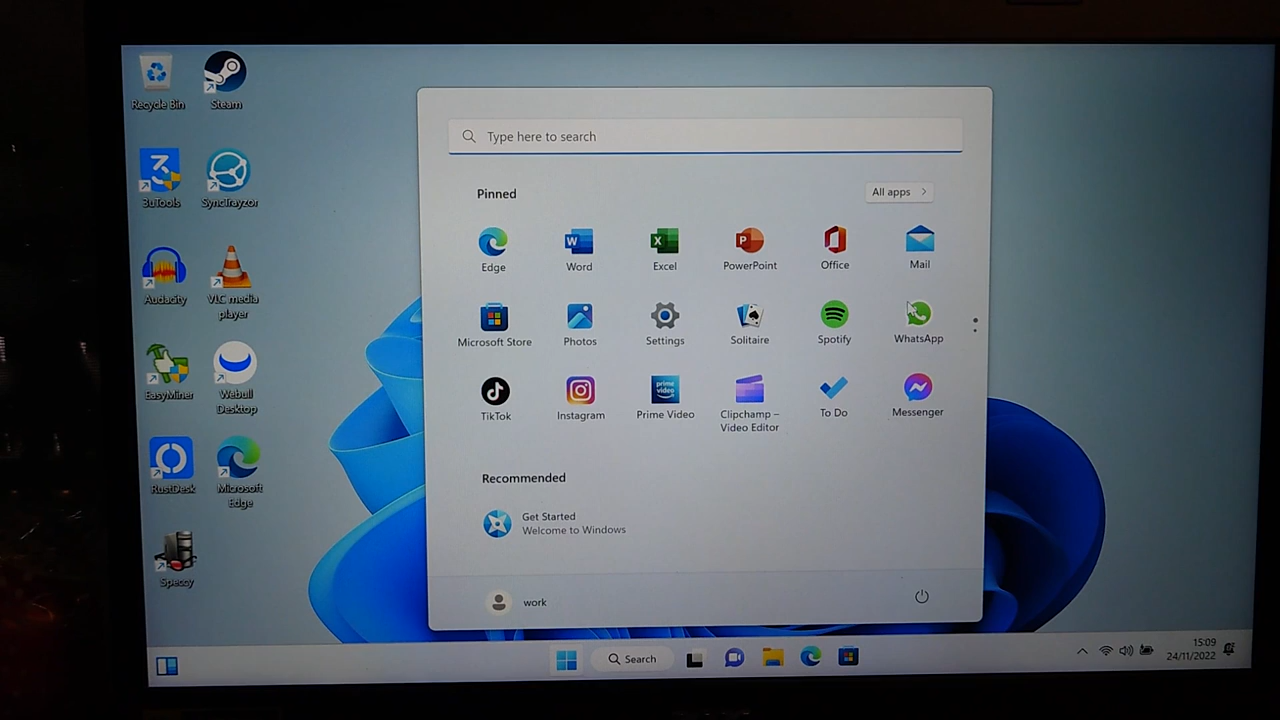 Recycle Bin
Steam
3uTools
SyncTrayzor
Audacity
VLC media
player
EasyMiner
Webull
Desktop
RustDesk
Microsoft
Edge
Speccy
Type here to search
Pinned
All apps
Edge
Word
Excel
PowerPoint
Office
Mail
Microsoft Store
Photos
Settings
Solitaire
Spotify
WhatsApp
TikTok
Instagram
prime
video
Prime Video
Clipchamp –
Video Editor
To Do
Messenger
Recommended
Get Started
Welcome to Windows
work
Search
15:09
24/11/2022